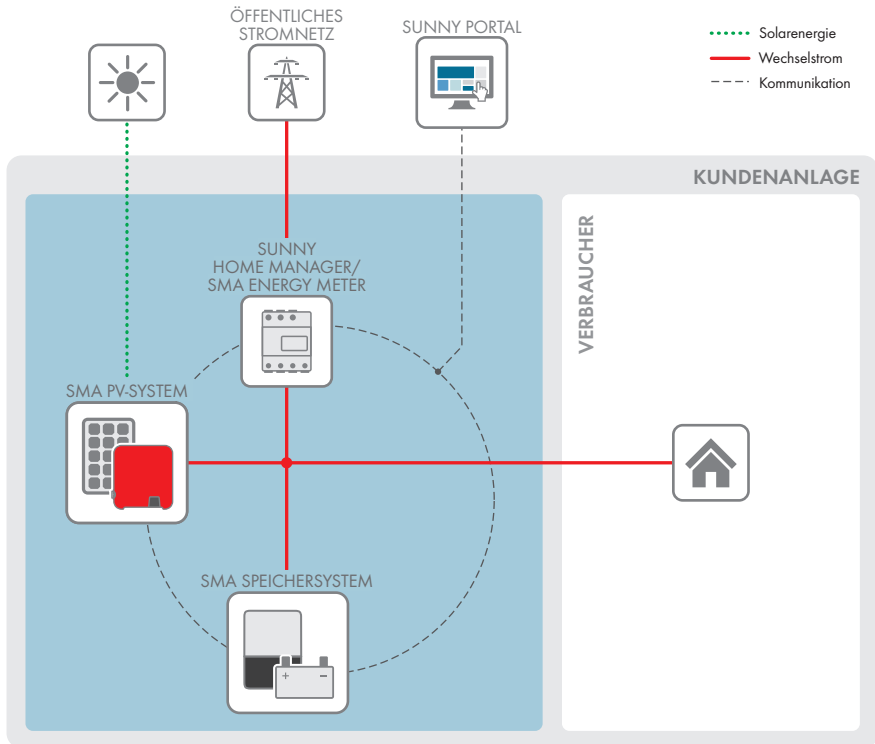 ÖFFENTLICHES
STROMNETZ
SUNNY PORTAL
Solarenergie
Wechselstrom
Kommunikation
KUNDENANLAGE
VERBRAUCHER
SUNNY
HOME MANAGER/
SMA ENERGY METER
SMA PV-SYSTEM
SMA SPEICHERSYSTEM
+ −